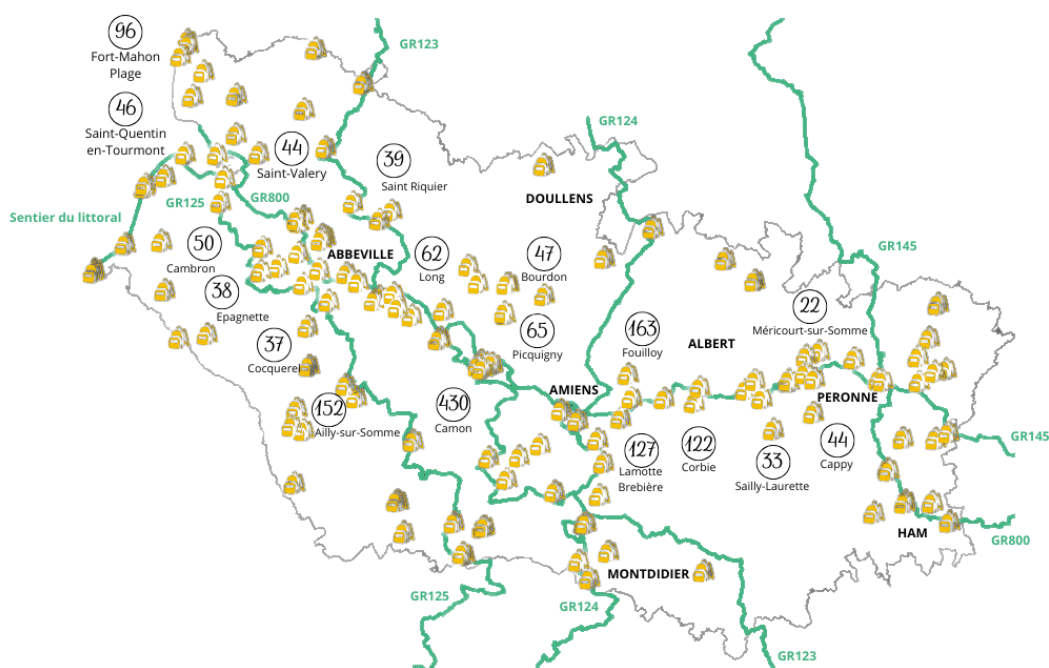 96
Fort-Mahon
Plage
GR123
46
Saint-Quentin
en-Tourmont
44
Saint-Valery
39
Saint Riquier
GR124
DOULLENS
Sentier du littoral
GR125
GR800
50
Cambron
ABBEVILLE
62
Long
47
Bourdon
GR145
38
Epagnette
22
Méricourt-sur-Somme
37
Cocquerel
65
Picquigny
163
Fouilloy
ALBERT
152
Ailly-sur-Somme
430
Camon
AMIENS
PERONNE
127
Lamotte
Brebière
122
Corbie
33
Sailly-Laurette
44
Cappy
GR145
HAM
GR800
MONTDIDIER
GR125
GR124
GR123